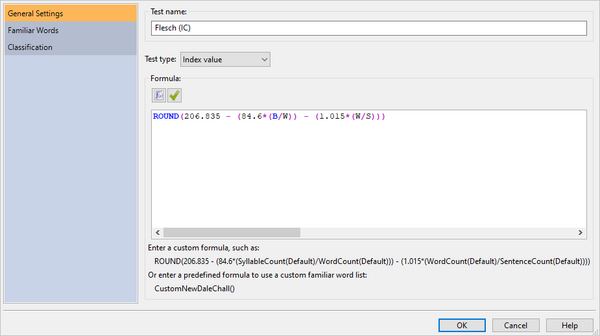 General Settings
Familiar Words
Classification
Test name:
Flesch (IC)
Test type: Index value
Formula:
ROUND(206.835 - (84.6*(B/W)) - (1.015*(W/S)))
Enter a custom formula, such as:
ROUND(206.835 - (84.6*(SyllableCount(Default)/WordCount(Default))) - (1.015*(WordCount(Default)/SentenceCount(Default))))
Or enter a predefined formula to use a custom familiar word list:
CustomNewDaleChall()
OK Cancel Help